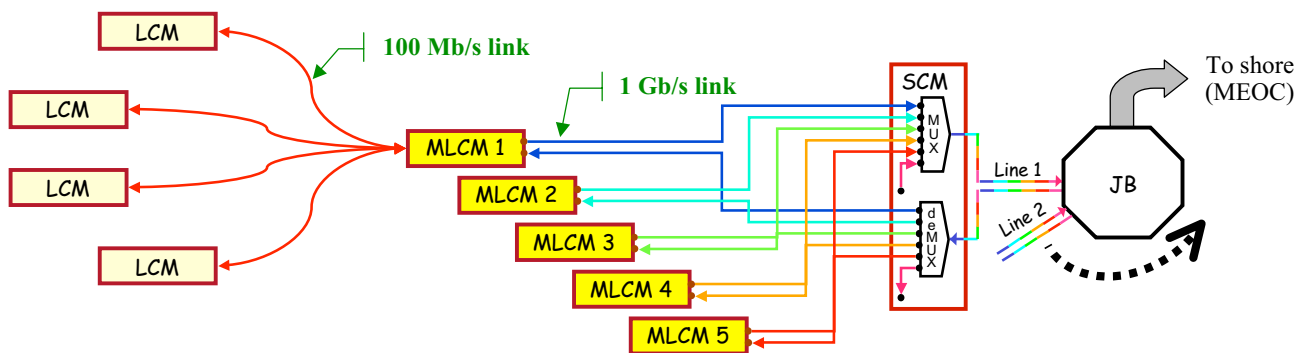 LCM
100 Mb/s link
LCM
LCM
LCM
1 Gb/s link
MLCM 1
MLCM 2
MLCM 3
MLCM 4
MLCM 5
SCM
MUX
deMUX
Line 1
Line 2
JB
To shore
(MEOC)